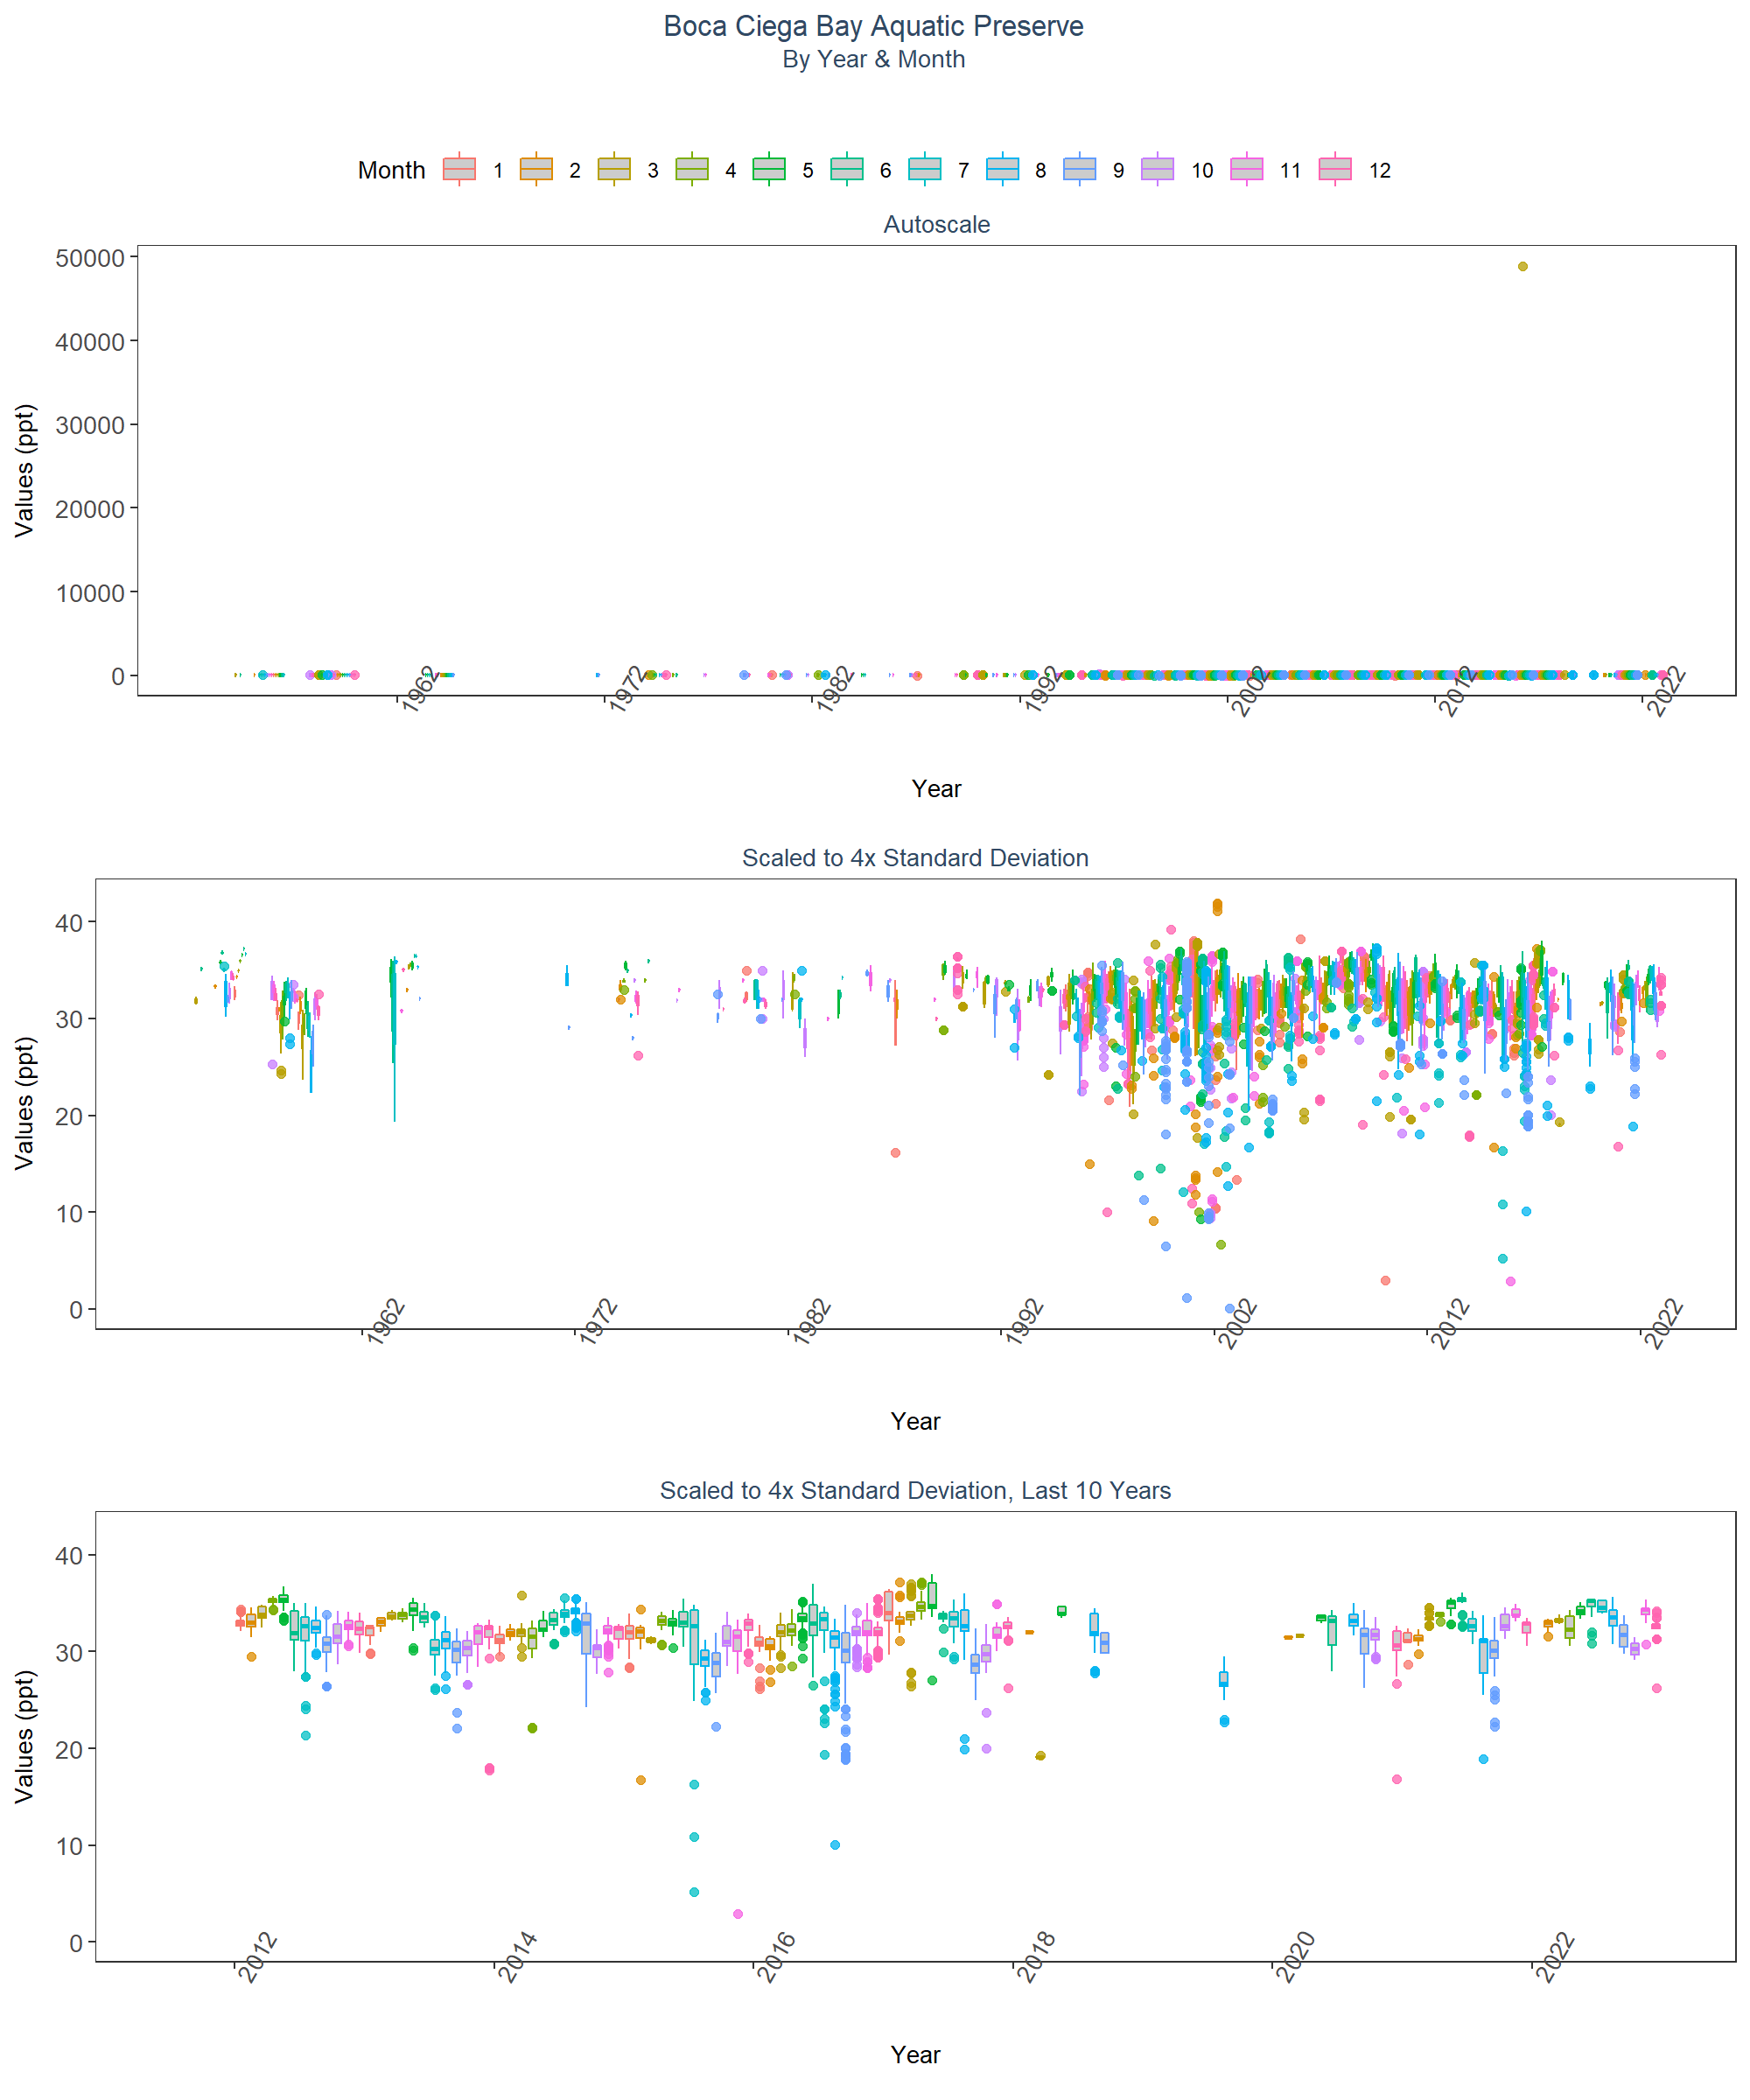 Boca Ciega Bay Aquatic Preserve
By Year & Month
Month 1 2 3 4 5 6 7 8 9 10 11 12
Autoscale
50000
40000
30000
20000
10000
0
Values (ppt)
1962 1972 1982 1992 2002 2012 2022
Year
Scaled to 4x Standard Deviation
40
30
20
10
0
Values (ppt)
1962 1972 1982 1992 2002 2012 2022
Year
Scaled to 4x Standard Deviation, Last 10 Years
40
30
20
10
0
Values (ppt)
2012 2014 2016 2018 2020 2022
Year